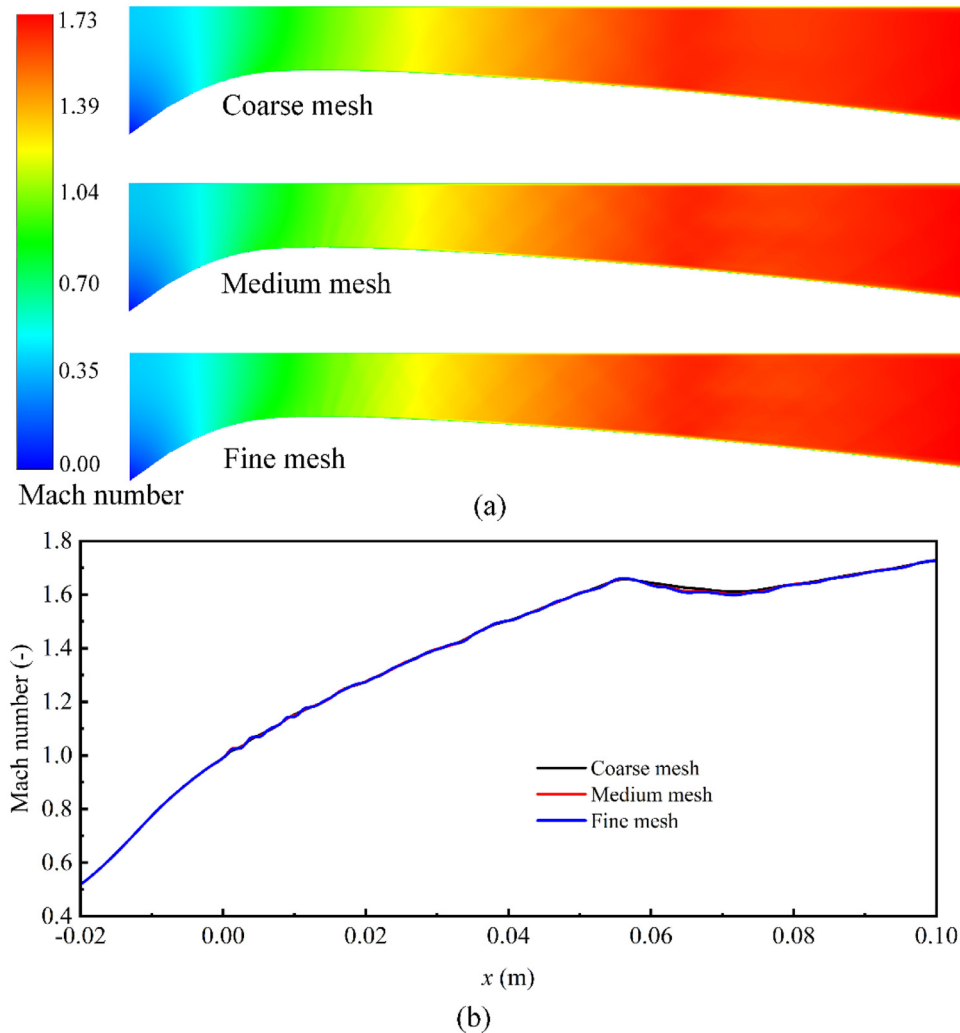 1.73
1.39
1.04
0.70
0.35
0.00
Mach number
Coarse mesh
Medium mesh
Fine mesh
(a)
Mach number (-)
1.8
1.6
1.4
1.2
1.0
0.8
0.6
0.4
Coarse mesh
Medium mesh
Fine mesh
-0.02 0.00 0.02 0.04 0.06 0.08 0.10
x (m)
(b)